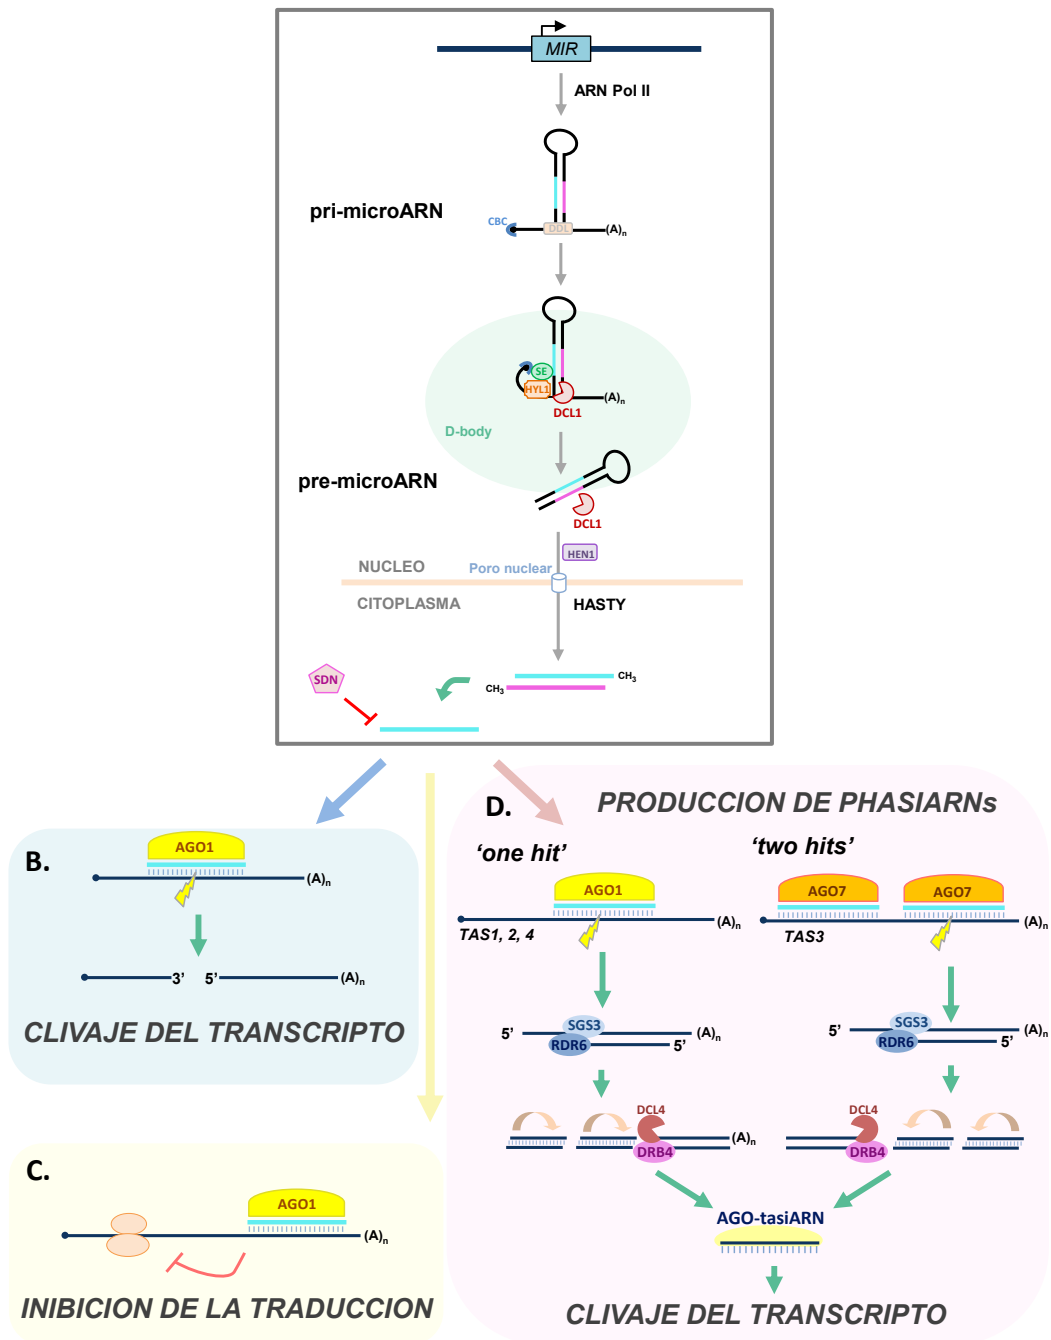 MIR
ARN Pol II
pri-microARN
CBC
DDL
(A)n
SE
HYL1
(A)n
DCL1
D-body
pre-microARN
DCL1
HEN1
NUCLEO
Poro nuclear
CITOPLASMA
HASTY
SDN
CH3
CH3
B.
AGO1
(A)n
3’ 5’
(A)n
CLIVAJE DEL TRANSCRIPTO
C.
AGO1
(A)n
INIBICION DE LA TRADUCCION
D.
PRODUCCION DE PHASIARNs
‘one hit’
‘two hits’
AGO1
AGO7
AGO7
(A)n
(A)n
TAS1, 2, 4
TAS3
5’
SGS3
RDR6
(A)n
5’
5’
SGS3
RDR6
(A)n
5’
DCL4
DRB4
(A)n
DCL4
DRB4
AGO-tasiARN
CLIVAJE DEL TRANSCRIPTO